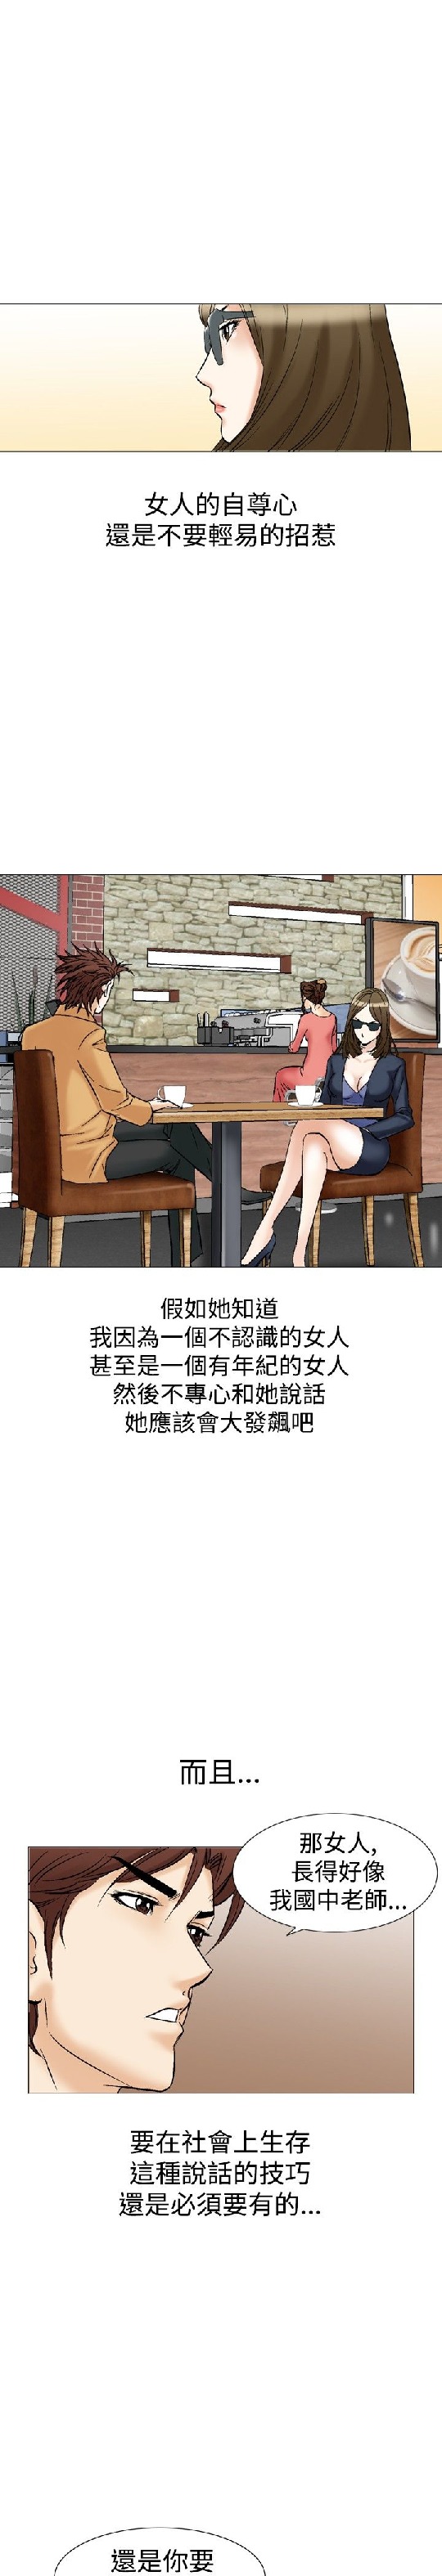 女人的自尊心
還是不要輕易的招惹
假如她知道
我因為一個不認識的女人
甚至是一個有年紀的女人
然後不專心和她說話
她應該會大發飆吧
而且...
那女人,
長得好像
我國中老師...
要在社會上生存
這種說話的技巧
還是必須要有的...
還是你要